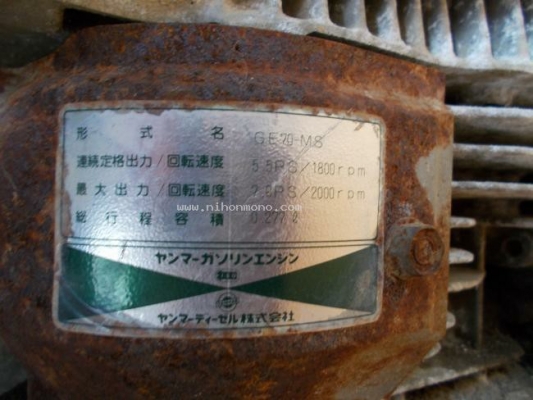 形式名 GE70-MS
連続定格出力/回転速度 5.5PS/1800rpm
最大出力/回転速度 7.0PS/2000rpm
www.nihonmono.com
総行程容積 ℓ
ヤンマーガソリンエンジン
ヤンマーディーゼル株式会社